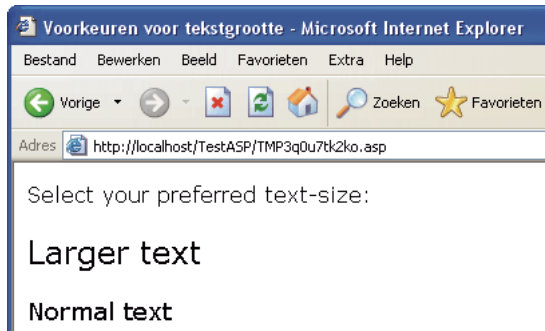 Voorkeuren voor tekstgrootte - Microsoft Internet Explorer
Bestand Bewerken Beeld Favorieten Extra Help
Vorige Zoeken Favorieten
Adres http://localhost/TestASP/TMP3q0u7tk2ko.asp
Select your preferred text-size:
Larger text
Normal text